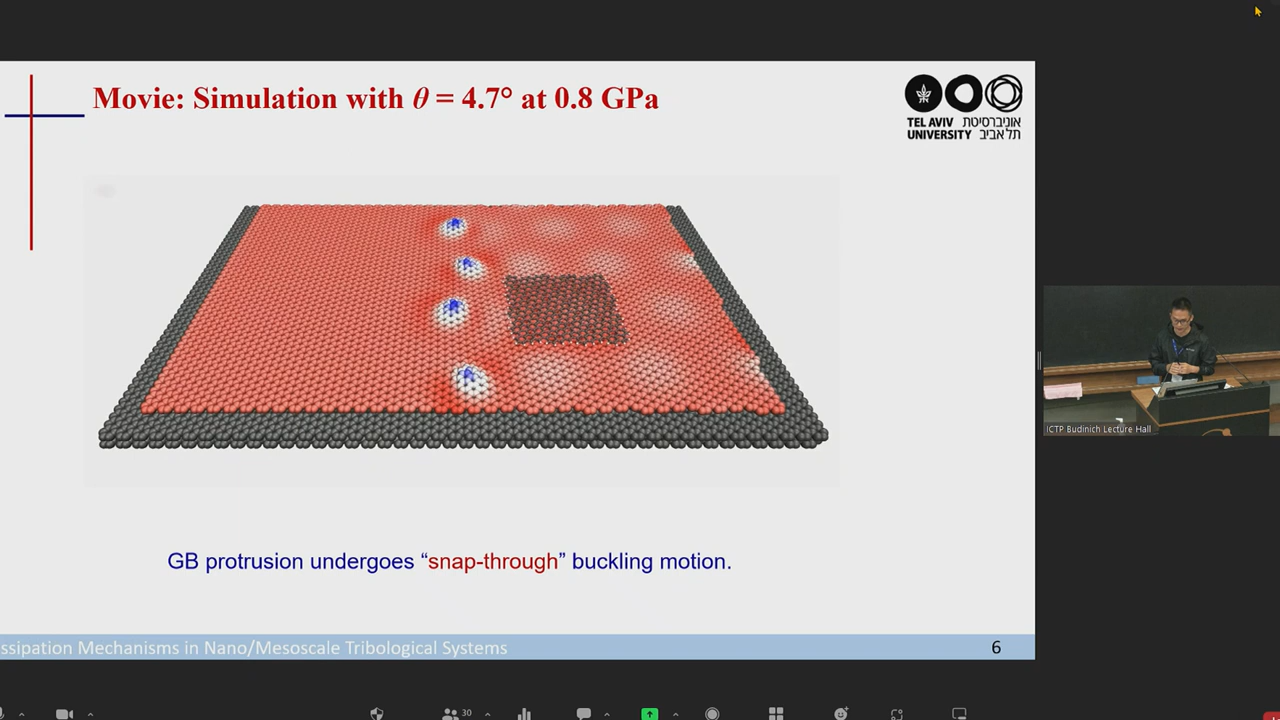 Movie: Simulation with θ = 4.7° at 0.8 GPa
TEL AVIV אוניברסיטת
UNIVERSITY תל אביב
ICTP Budinich Lecture Hall
GB protrusion undergoes “snap-through” buckling motion.
ssipation Mechanisms in Nano/Mesoscale Tribological Systems
6
30